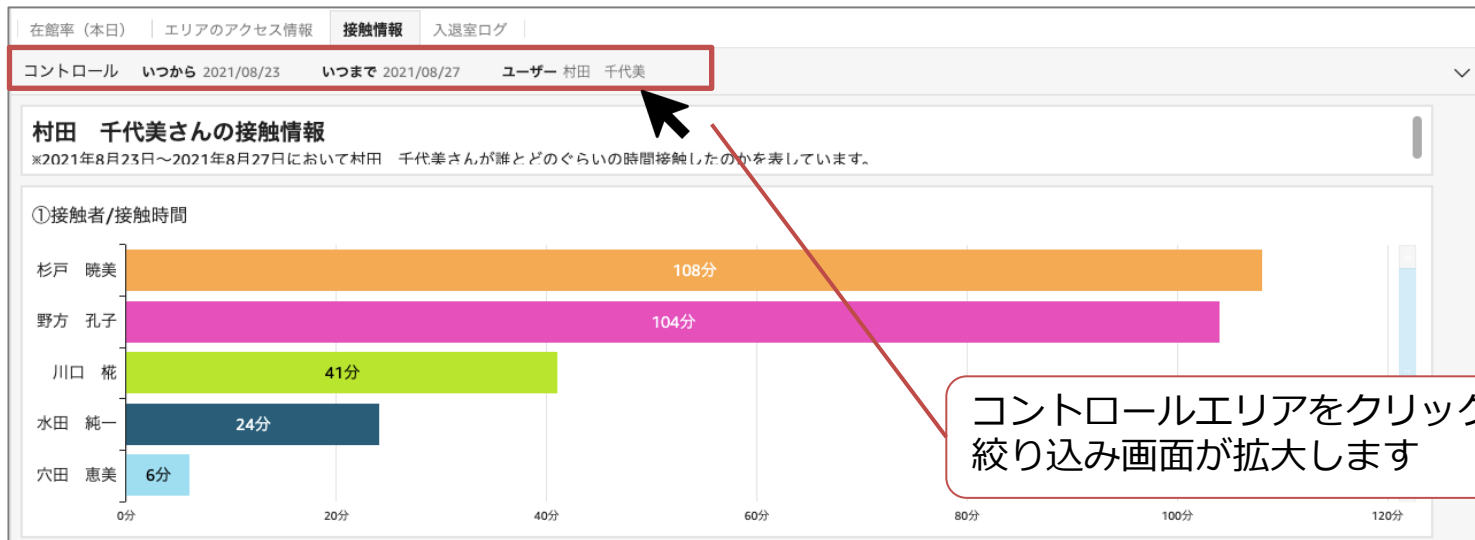 在館率（本日） エリアのアクセス情報 接触情報 入退室ログ
コントロール いつから 2021/08/23 いつまで 2021/08/27 ユーザー 村田　千代美
村田　千代美さんの接触情報
※2021年8月23日〜2021年8月27日において村田　千代美さんが誰とどのぐらいの時間接触したのかを表しています。
①接触者/接触時間
杉戸　暁美 108分
野方　孔子 104分
川口　椛 41分
水田　純一 24分
穴田　恵美 6分
0分 20分 40分 60分 80分 100分 120分
コントロールエリアをクリック
絞り込み画面が拡大します